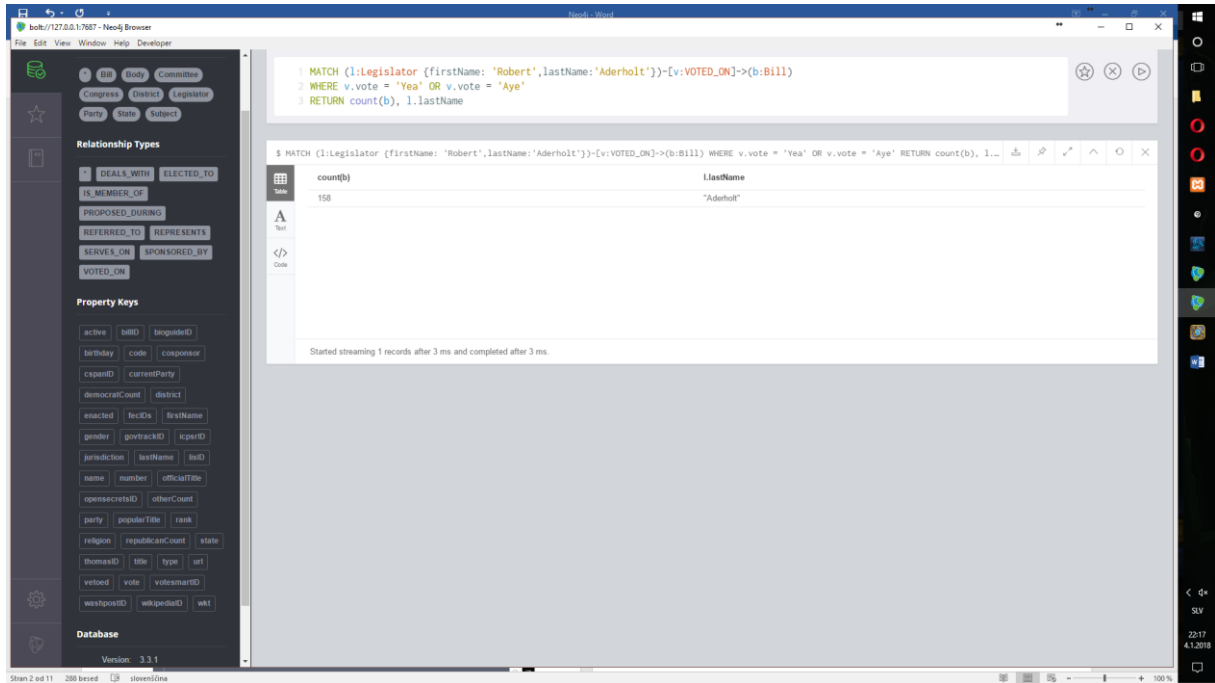 Neo4j - Word
bolt://127.0.0.1:7687 - Neo4j Browser
File Edit View Window Help Developer
* Bill Body Committee
Congress District Legislator
Party State Subject
Relationship Types
* DEALS_WITH ELECTED_TO
IS_MEMBER_OF
PROPOSED_DURING
REFERRED_TO REPRESENTS
SERVES_ON SPONSORED_BY
VOTED_ON
Property Keys
active billID bioguideID
birthday code cosponsor
cspanID currentParty
democratCount district
enacted fecIDs firstName
gender govtrackID icpsrID
jurisdiction lastName lisID
name number officialTitle
opensecretsID otherCount
party popularTitle rank
religion republicanCount state
thomasID title type url
vetoed vote votesmartID
washpostID wikipediaID wkt
Database
Version: 3.3.1
1 MATCH (l:Legislator {firstName: 'Robert',lastName:'Aderholt'})-[v:VOTED_ON]->(b:Bill)
2 WHERE v.vote = 'Yea' OR v.vote = 'Aye'
3 RETURN count(b), l.lastName
$ MATCH (l:Legislator {firstName: 'Robert',lastName:'Aderholt'})-[v:VOTED_ON]->(b:Bill) WHERE v.vote = 'Yea' OR v.vote = 'Aye' RETURN count(b), l...
Table
A
Text
</>
Code
count(b) l.lastName
158 "Aderholt"
Started streaming 1 records after 3 ms and completed after 3 ms.
SLV
22:17
4.1.2018
Stran 2 od 11 288 besed slovenščina
- + 100 %